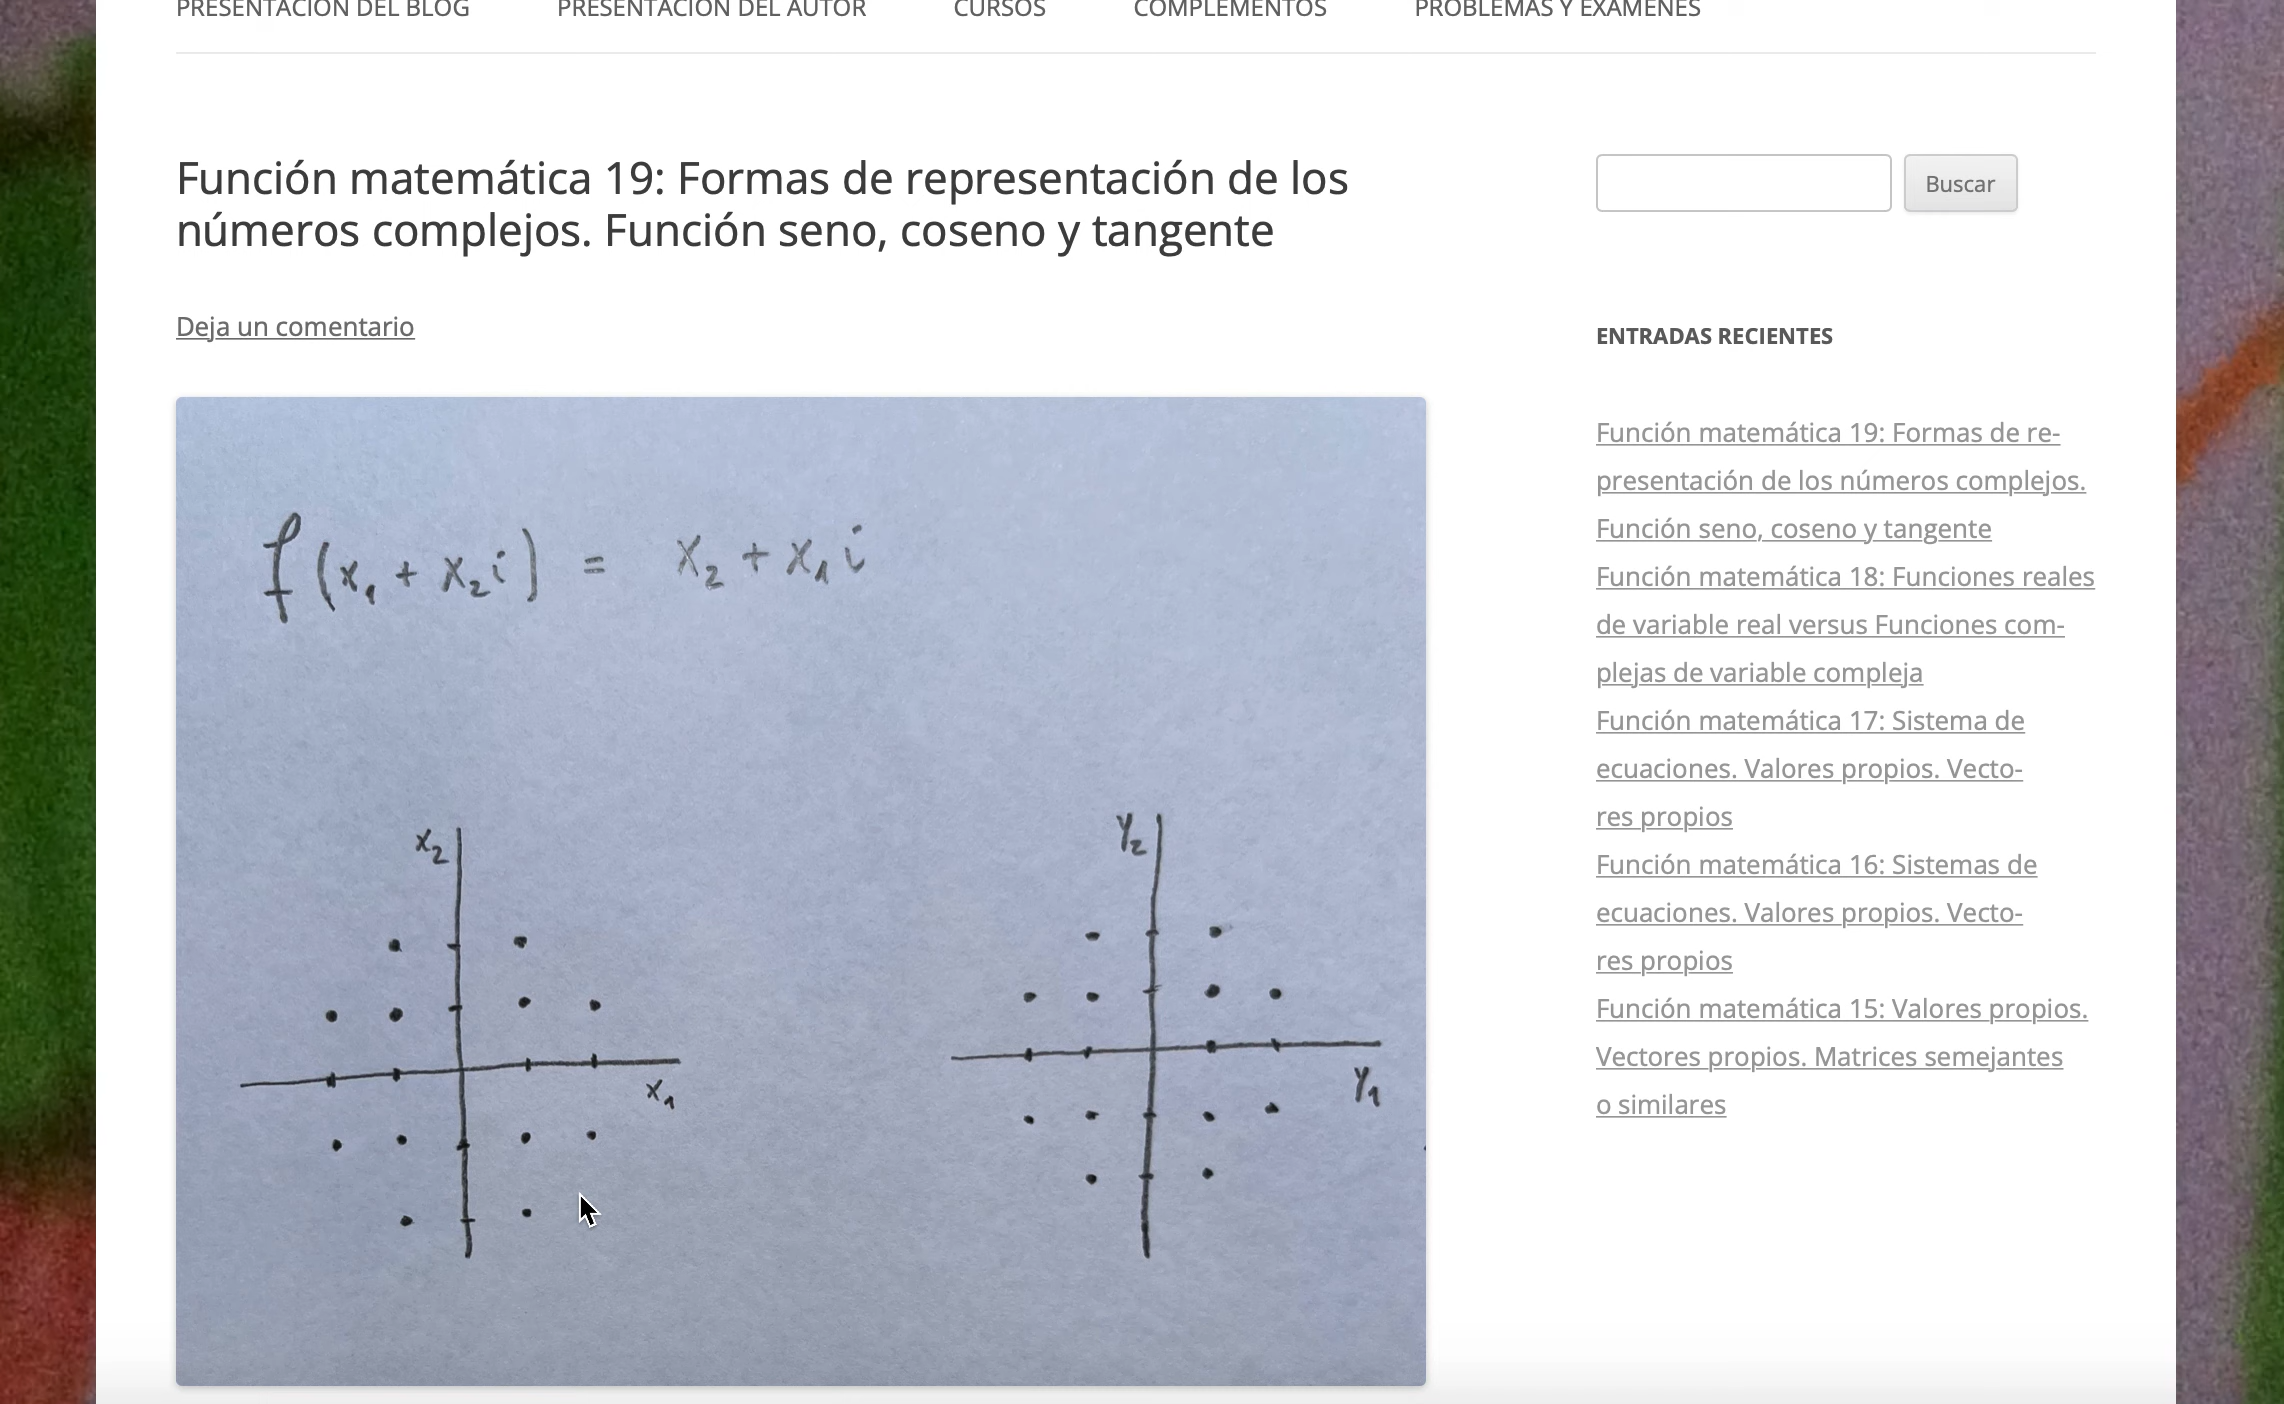 PRESENTACIÓN DEL BLOG PRESENTACIÓN DEL AUTOR CURSOS COMPLEMENTOS PROBLEMAS Y EXÁMENES
Función matemática 19: Formas de representación de los
números complejos. Función seno, coseno y tangente
Deja un comentario
f(x₁ + x₂i) = x₂ + x₁i
x₂
x₁
y₂
y₁
Buscar
ENTRADAS RECIENTES
Función matemática 19: Formas de re-
presentación de los números complejos.
Función seno, coseno y tangente
Función matemática 18: Funciones reales
de variable real versus Funciones com-
plejas de variable compleja
Función matemática 17: Sistema de
ecuaciones. Valores propios. Vecto-
res propios
Función matemática 16: Sistemas de
ecuaciones. Valores propios. Vecto-
res propios
Función matemática 15: Valores propios.
Vectores propios. Matrices semejantes
o similares